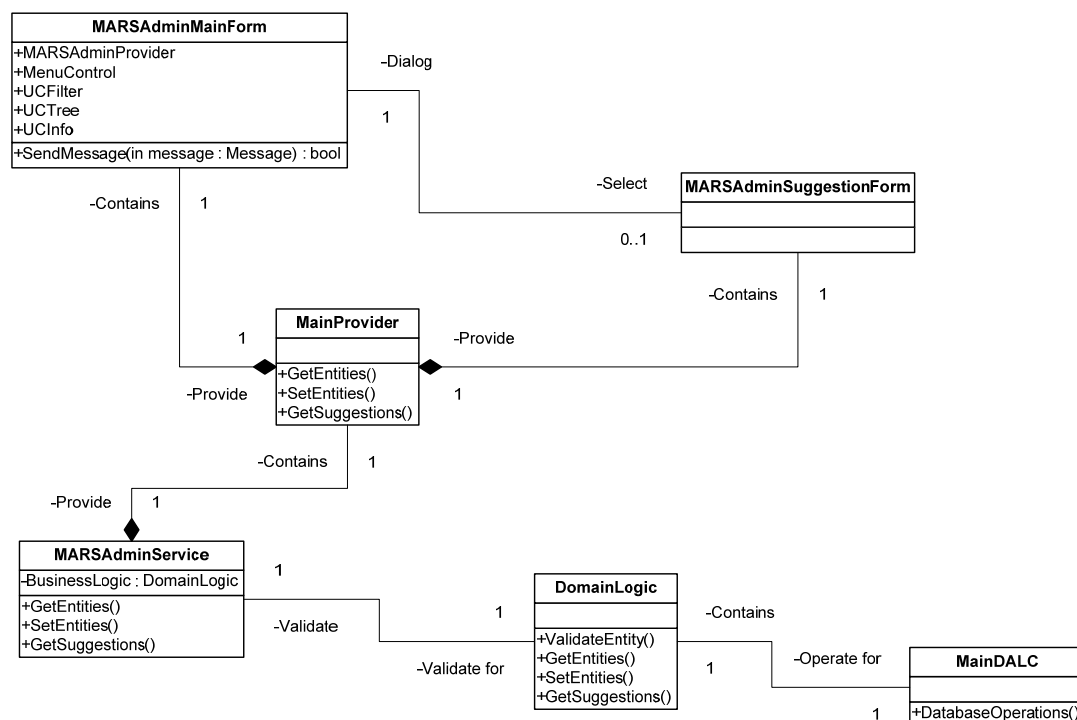 MARSAdminMainForm
+MARSAdminProvider
+MenuControl
+UCFilter
+UCTree
+UCInfo
+SendMessage(in message : Message) : bool
-Dialog
1
-Select
0..1
MARSAdminSuggestionForm
-Contains
1
-Contains
1
MainProvider
+GetEntities()
+SetEntities()
+GetSuggestions()
1
-Provide
-Provide
1
-Contains
1
-Provide
1
MARSAdminService
-BusinessLogic : DomainLogic
+GetEntities()
+SetEntities()
+GetSuggestions()
1
-Validate
1
-Validate for
DomainLogic
+ValidateEntity()
+GetEntities()
+SetEntities()
+GetSuggestions()
-Contains
1
-Operate for
1
MainDALC
+DatabaseOperations()